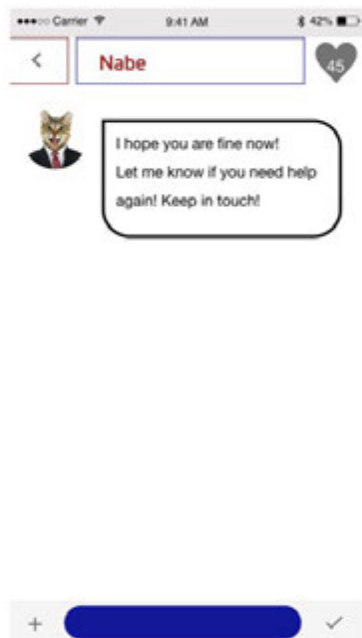 Carrier 9:41 AM 42%
Nabe 45
I hope you are fine now!
Let me know if you need help
again! Keep in touch!